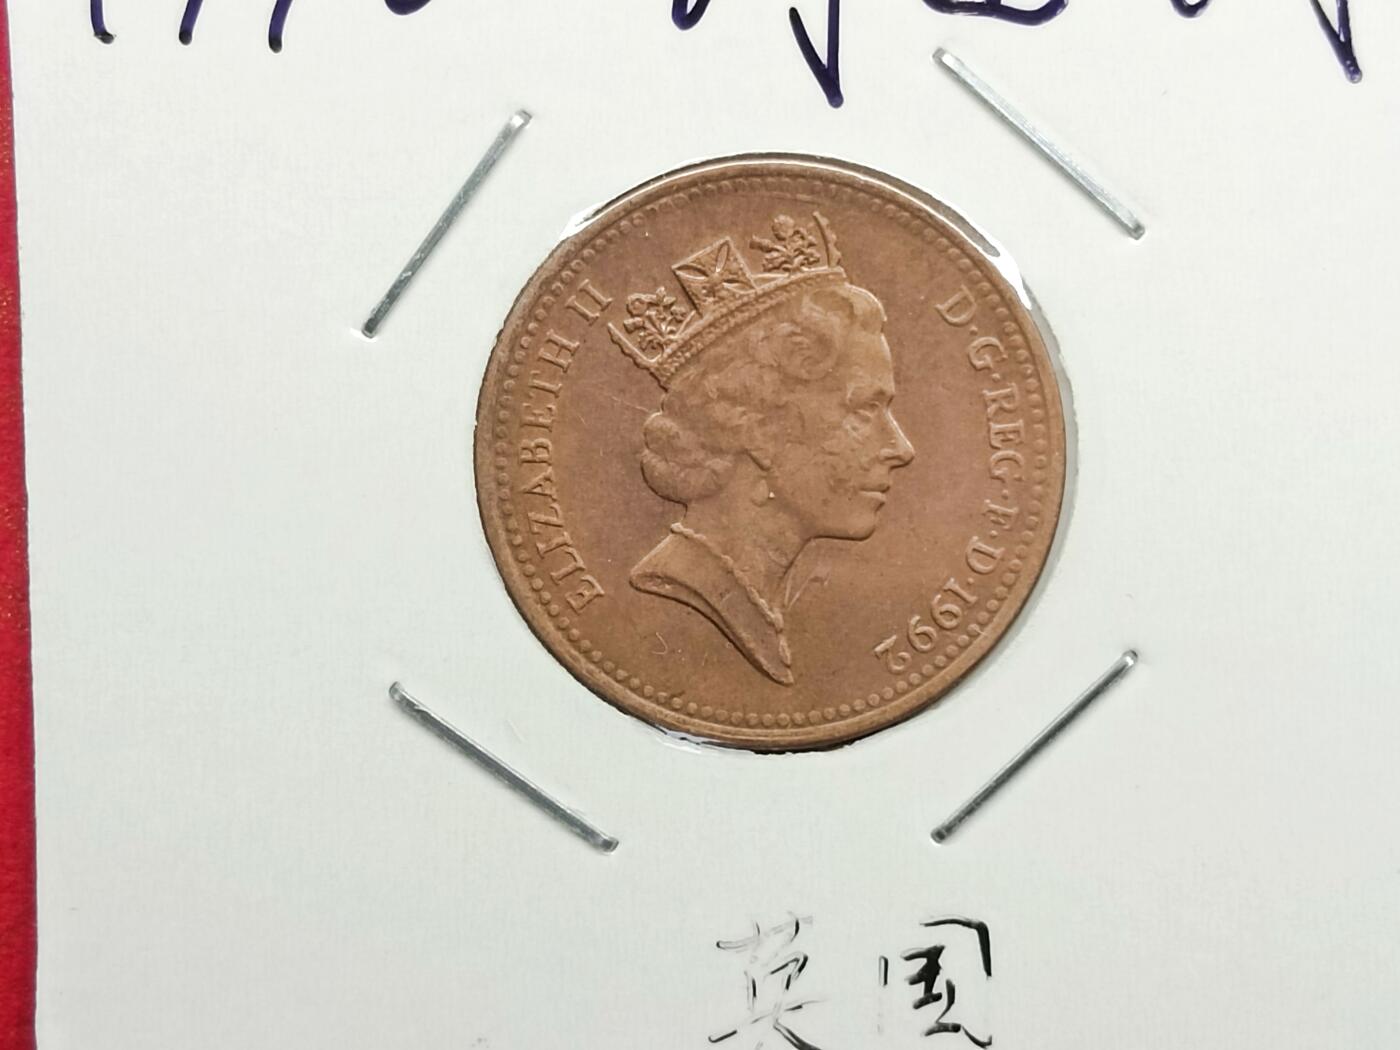 ELIZABETH II
D·G·REG·F·D·1992
英国